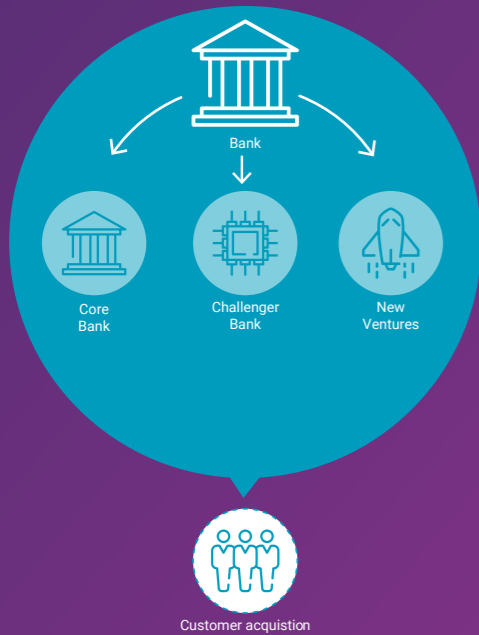 Bank
Core
Bank
Challenger
Bank
New
Ventures
Customer acquistion